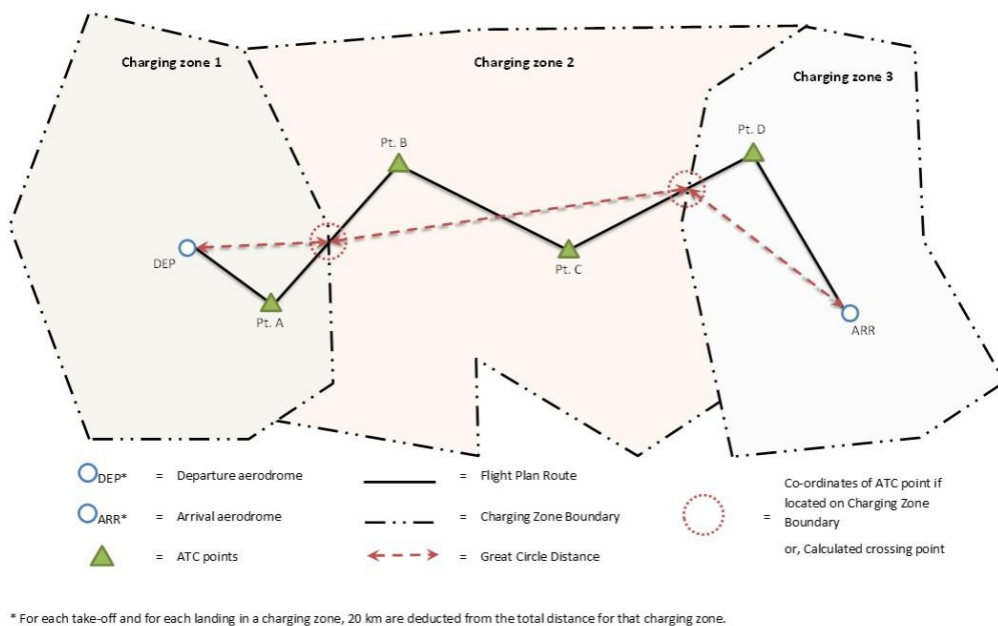 Charging zone 1
Charging zone 2
Charging zone 3
Pt. B
Pt. D
DEP
Pt. C
Pt. A
ARR
DEP* = Departure aerodrome
ARR* = Arrival aerodrome
= ATC points
= Flight Plan Route
= Charging Zone Boundary
= Great Circle Distance
= Co-ordinates of ATC point if
located on Charging Zone
Boundary
or, Calculated crossing point
* For each take-off and for each landing in a charging zone, 20 km are deducted from the total distance for that charging zone.